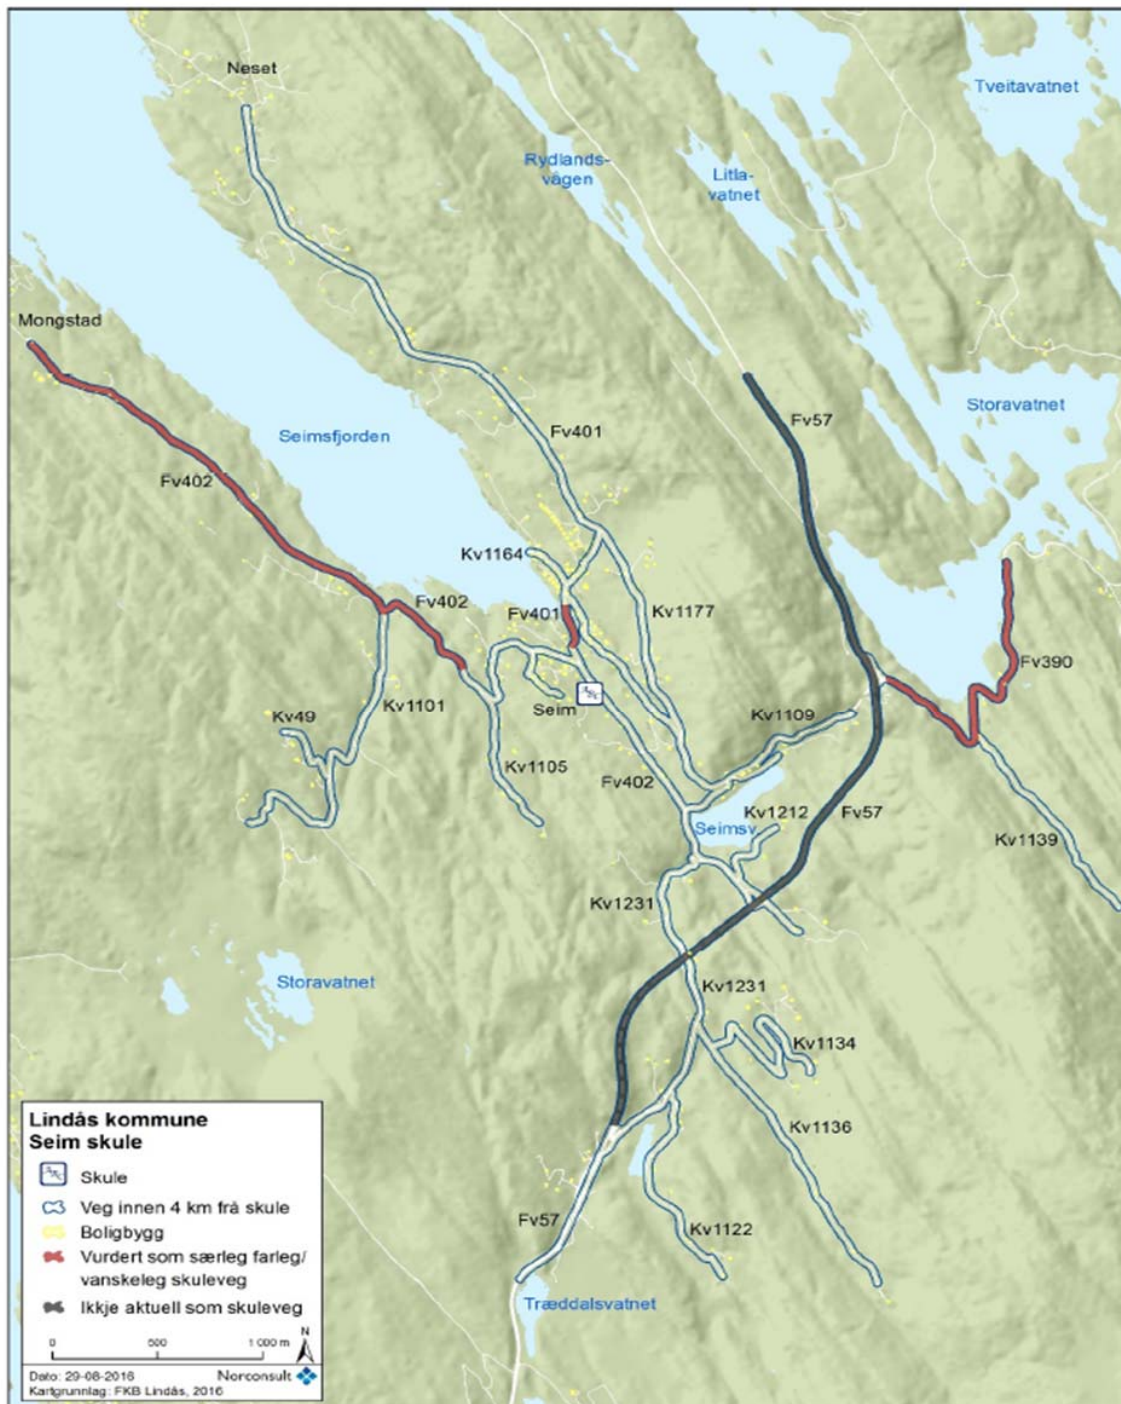 Neset
Tveitavatnet
Rydlands-
vågen
Litla-
vatnet
Mongstad
Storavatnet
Fv57
Seimsfjorden
Fv401
Fv402
Kv1164
Fv402
Fv401
Kv1177
Fv390
Kv1101
Kv49
Seim
Kv1109
Kv1105
Fv402
Seimsv.
Kv1212
Fv57
Kv1139
Kv1231
Storavatnet
Kv1231
Kv1134
Kv1136
Fv57
Kv1122
Træddalsvatnet
Lindås kommune
Seim skule
Skule
Veg innen 4 km frå skule
Boligbygg
Vurdert som særleg farleg/
vanskeleg skuleveg
Ikkje aktuell som skuleveg
0 500 1 000 m
N
Dato: 29-08-2016 Norconsult
Kartgrunnlag: FKB Lindås, 2016